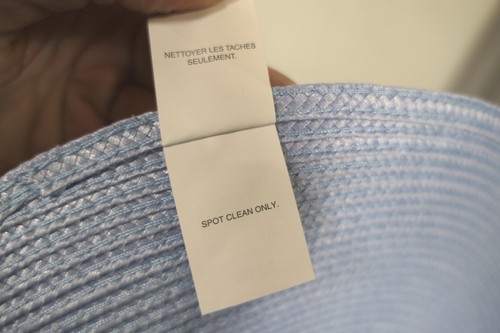 NETTOYER LES TACHES
SEULEMENT.
SPOT CLEAN ONLY.